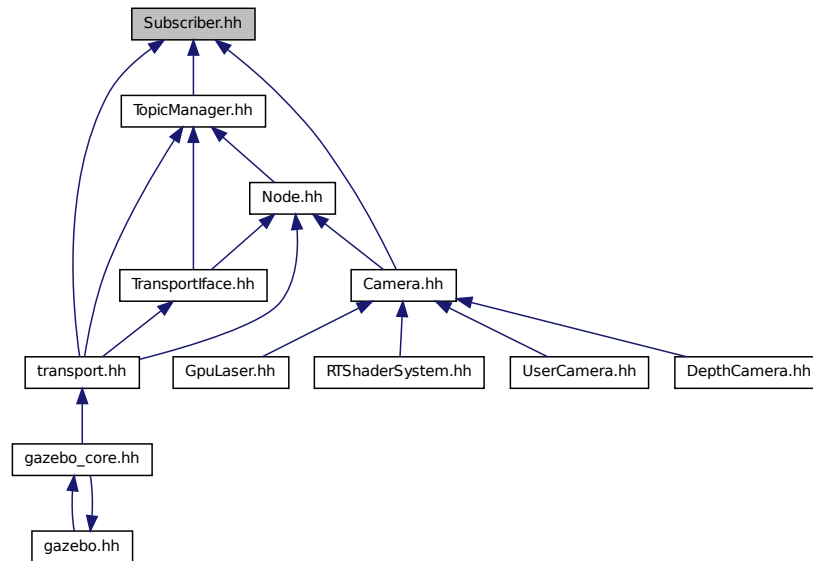 Subscriber.hh
TopicManager.hh
Node.hh
TransportIface.hh
Camera.hh
transport.hh
GpuLaser.hh
RTShaderSystem.hh
UserCamera.hh
DepthCamera.hh
gazebo_core.hh
gazebo.hh